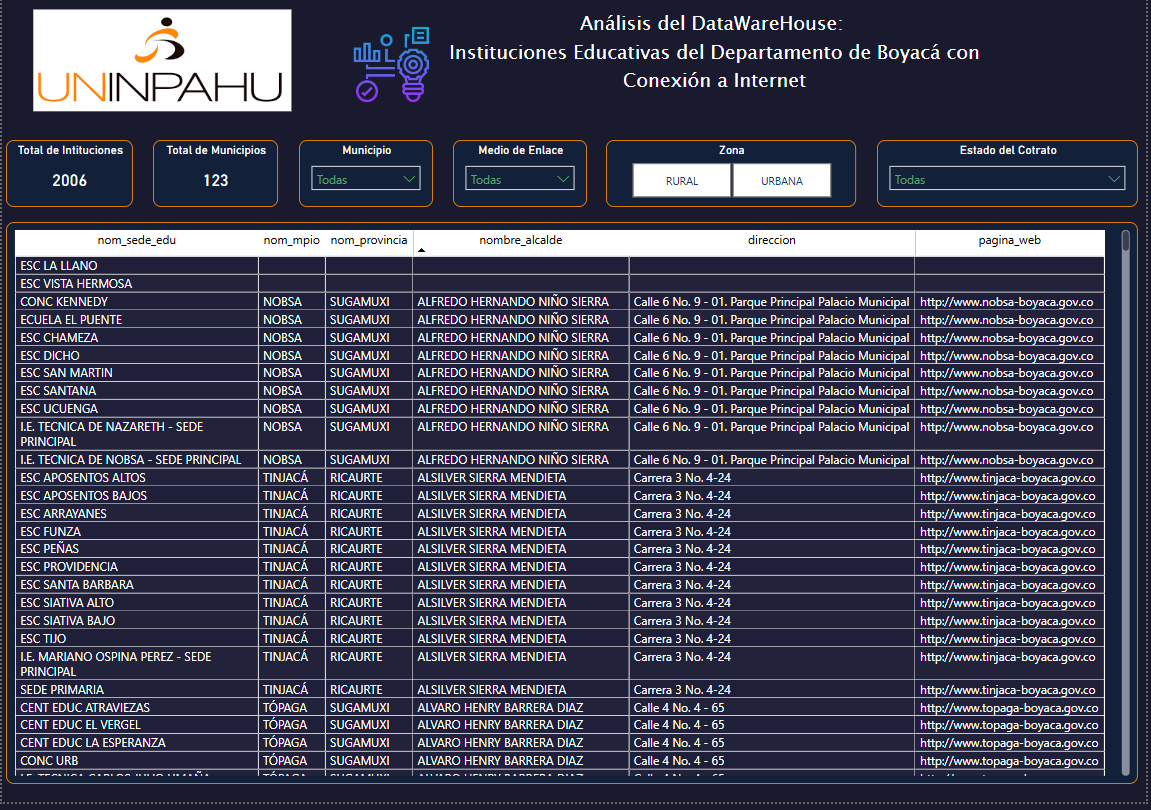 UNINPAHU
Análisis del DataWareHouse:
Instituciones Educativas del Departamento de Boyacá con
Conexión a Internet
Total de Intituciones
2006
Total de Municipios
123
Municipio
Todas
Medio de Enlace
Todas
Zona
RURAL URBANA
Estado del Cotrato
Todas
nom_sede_edu nom_mpio nom_provincia nombre_alcalde direccion pagina_web
ESC LA LLANO
ESC VISTA HERMOSA
CONC KENNEDY NOBSA SUGAMUXI ALFREDO HERNANDO NIÑO SIERRA Calle 6 No. 9 - 01. Parque Principal Palacio Municipal http://www.nobsa-boyaca.gov.co
ECUELA EL PUENTE NOBSA SUGAMUXI ALFREDO HERNANDO NIÑO SIERRA Calle 6 No. 9 - 01. Parque Principal Palacio Municipal http://www.nobsa-boyaca.gov.co
ESC CHAMEZA NOBSA SUGAMUXI ALFREDO HERNANDO NIÑO SIERRA Calle 6 No. 9 - 01. Parque Principal Palacio Municipal http://www.nobsa-boyaca.gov.co
ESC DICHO NOBSA SUGAMUXI ALFREDO HERNANDO NIÑO SIERRA Calle 6 No. 9 - 01. Parque Principal Palacio Municipal http://www.nobsa-boyaca.gov.co
ESC SAN MARTIN NOBSA SUGAMUXI ALFREDO HERNANDO NIÑO SIERRA Calle 6 No. 9 - 01. Parque Principal Palacio Municipal http://www.nobsa-boyaca.gov.co
ESC SANTANA NOBSA SUGAMUXI ALFREDO HERNANDO NIÑO SIERRA Calle 6 No. 9 - 01. Parque Principal Palacio Municipal http://www.nobsa-boyaca.gov.co
ESC UCUENGA NOBSA SUGAMUXI ALFREDO HERNANDO NIÑO SIERRA Calle 6 No. 9 - 01. Parque Principal Palacio Municipal http://www.nobsa-boyaca.gov.co
I.E. TECNICA DE NAZARETH - SEDE NOBSA SUGAMUXI ALFREDO HERNANDO NIÑO SIERRA Calle 6 No. 9 - 01. Parque Principal Palacio Municipal http://www.nobsa-boyaca.gov.co
PRINCIPAL
I.E. TECNICA DE NOBSA - SEDE PRINCIPAL NOBSA SUGAMUXI ALFREDO HERNANDO NIÑO SIERRA Calle 6 No. 9 - 01. Parque Principal Palacio Municipal http://www.nobsa-boyaca.gov.co
ESC APOSENTOS ALTOS TINJACÁ RICAURTE ALSILVER SIERRA MENDIETA Carrera 3 No. 4-24 http://www.tinjaca-boyaca.gov.co
ESC APOSENTOS BAJOS TINJACÁ RICAURTE ALSILVER SIERRA MENDIETA Carrera 3 No. 4-24 http://www.tinjaca-boyaca.gov.co
ESC ARRAYANES TINJACÁ RICAURTE ALSILVER SIERRA MENDIETA Carrera 3 No. 4-24 http://www.tinjaca-boyaca.gov.co
ESC FUNZA TINJACÁ RICAURTE ALSILVER SIERRA MENDIETA Carrera 3 No. 4-24 http://www.tinjaca-boyaca.gov.co
ESC PEÑAS TINJACÁ RICAURTE ALSILVER SIERRA MENDIETA Carrera 3 No. 4-24 http://www.tinjaca-boyaca.gov.co
ESC PROVIDENCIA TINJACÁ RICAURTE ALSILVER SIERRA MENDIETA Carrera 3 No. 4-24 http://www.tinjaca-boyaca.gov.co
ESC SANTA BARBARA TINJACÁ RICAURTE ALSILVER SIERRA MENDIETA Carrera 3 No. 4-24 http://www.tinjaca-boyaca.gov.co
ESC SIATIVA ALTO TINJACÁ RICAURTE ALSILVER SIERRA MENDIETA Carrera 3 No. 4-24 http://www.tinjaca-boyaca.gov.co
ESC SIATIVA BAJO TINJACÁ RICAURTE ALSILVER SIERRA MENDIETA Carrera 3 No. 4-24 http://www.tinjaca-boyaca.gov.co
ESC TIJO TINJACÁ RICAURTE ALSILVER SIERRA MENDIETA Carrera 3 No. 4-24 http://www.tinjaca-boyaca.gov.co
I.E. MARIANO OSPINA PEREZ - SEDE TINJACÁ RICAURTE ALSILVER SIERRA MENDIETA Carrera 3 No. 4-24 http://www.tinjaca-boyaca.gov.co
PRINCIPAL
SEDE PRIMARIA TINJACÁ RICAURTE ALSILVER SIERRA MENDIETA Carrera 3 No. 4-24 http://www.tinjaca-boyaca.gov.co
CENT EDUC ATRAVIEZAS TÓPAGA SUGAMUXI ALVARO HENRY BARRERA DIAZ Calle 4 No. 4 - 65 http://www.topaga-boyaca.gov.co
CENT EDUC EL VERGEL TÓPAGA SUGAMUXI ALVARO HENRY BARRERA DIAZ Calle 4 No. 4 - 65 http://www.topaga-boyaca.gov.co
CENT EDUC LA ESPERANZA TÓPAGA SUGAMUXI ALVARO HENRY BARRERA DIAZ Calle 4 No. 4 - 65 http://www.topaga-boyaca.gov.co
CONC URB TÓPAGA SUGAMUXI ALVARO HENRY BARRERA DIAZ Calle 4 No. 4 - 65 http://www.topaga-boyaca.gov.co